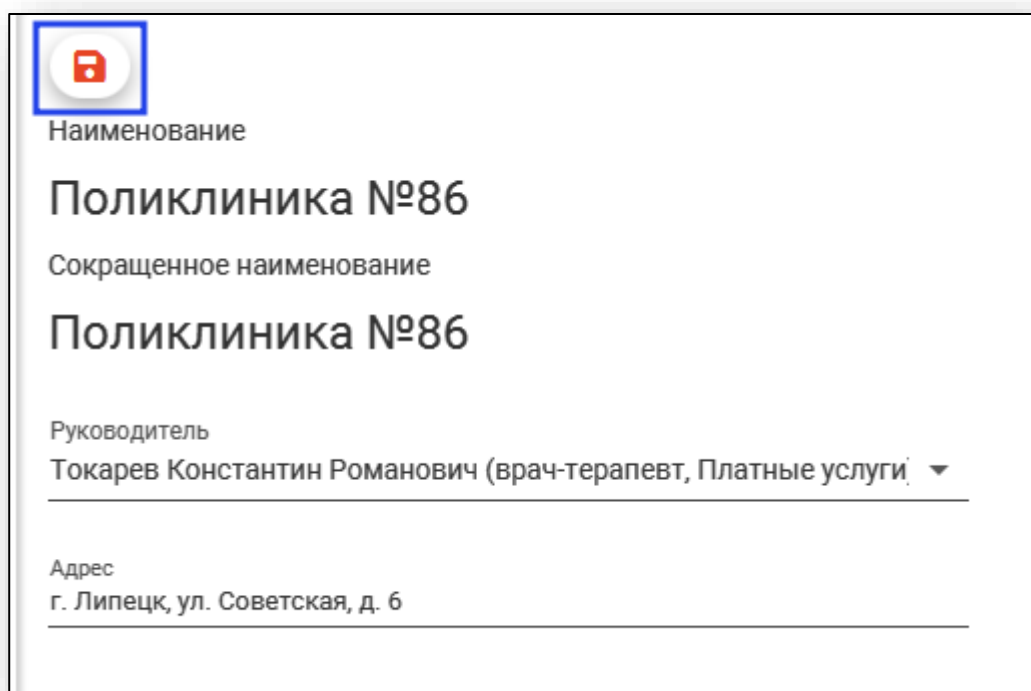 Наименование
Поликлиника №86
Сокращенное наименование
Поликлиника №86
Руководитель
Токарев Константин Романович (врач-терапевт, Платные услуги)
Адрес
г. Липецк, ул. Советская, д. 6